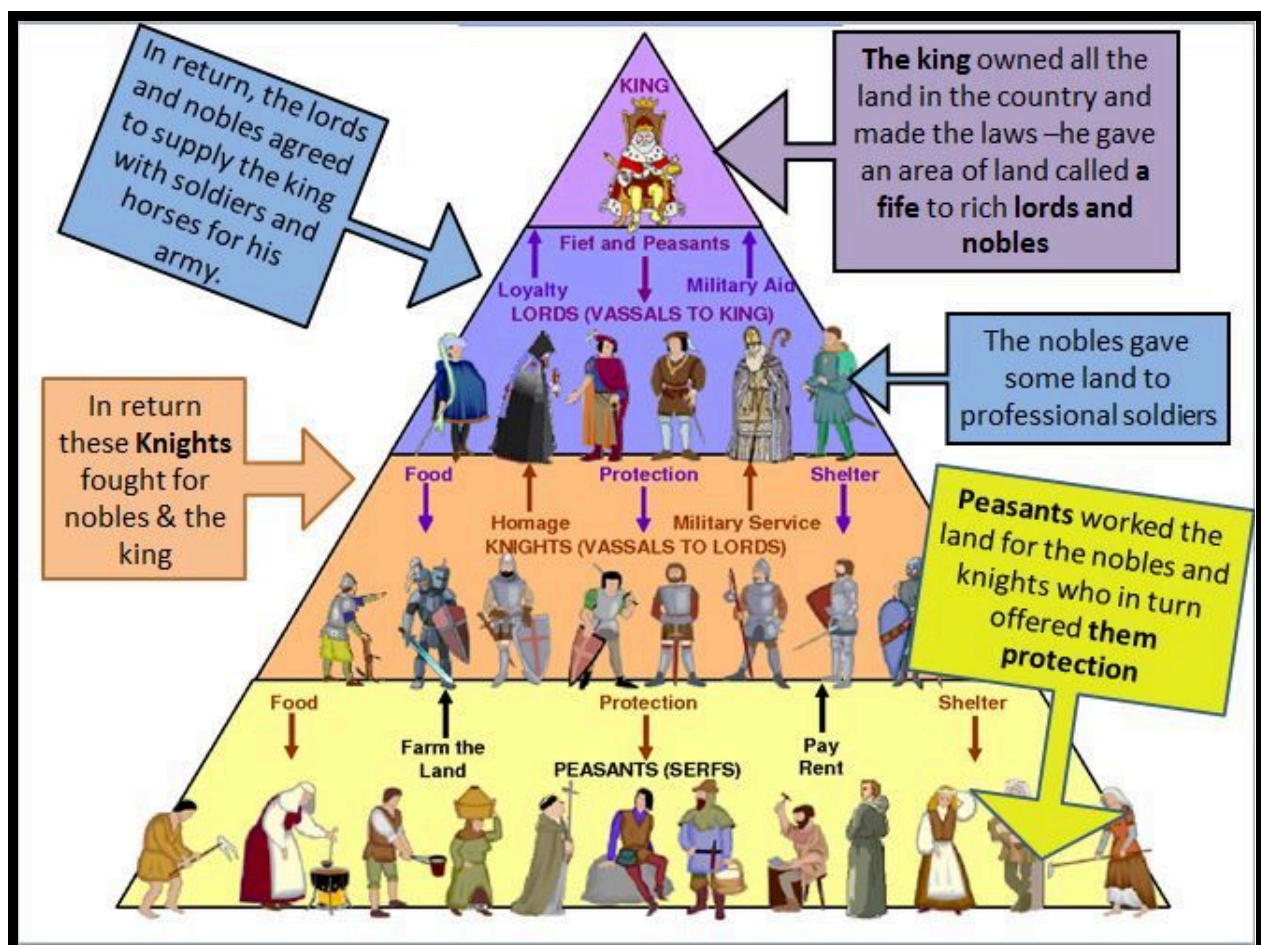 In return, the lords
and nobles agreed
to supply the king
with soldiers and
horses for his
army.
KING
The king owned all the
land in the country and
made the laws –he gave
an area of land called a
fife to rich lords and
nobles
Fief and Peasants
Loyalty
Military Aid
LORDS (VASSALS TO KING)
The nobles gave
some land to
professional soldiers
In return
these Knights
fought for
nobles & the
king
Food
Protection
Shelter
Homage
Military Service
KNIGHTS (VASSALS TO LORDS)
Peasants worked the
land for the nobles and
knights who in turn
offered them
protection
Food
Protection
Shelter
Farm the
Land
Pay
Rent
PEASANTS (SERFS)